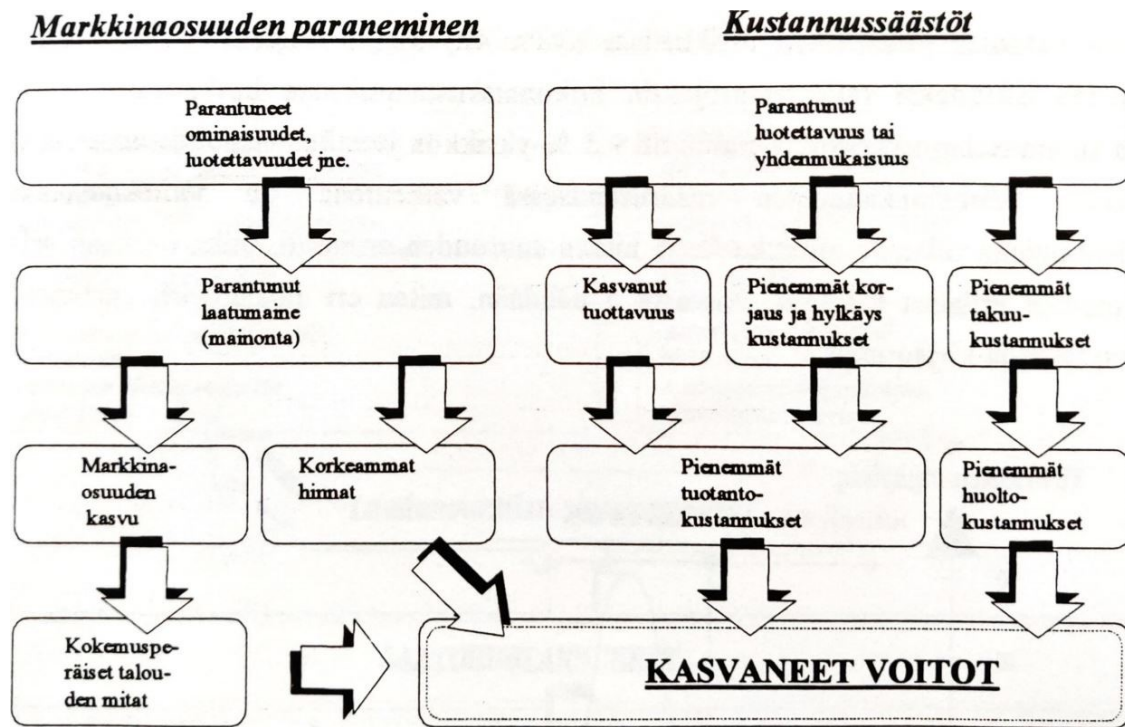 Markkinaosuuden paraneminen
Kustannussäästöt
Parantuneet
ominaisuudet,
luotettavuudet jne.
Parantunut
luotettavuus tai
yhdenmukaisuus
Parantunut
laatumaine
(mainonta)
Kasvanut
tuottavuus
Pienemmät kor-
jaus ja hylkäys
kustannukset
Pienemmät
takuu-
kustannukset
Markkina-
osuuden
kasvu
Korkeammat
hinnat
Pienemmät
tuotanto-
kustannukset
Pienemmät
huolto-
kustannukset
Kokemuspe-
räiset talou-
den mitat
KASVANEET VOITOT